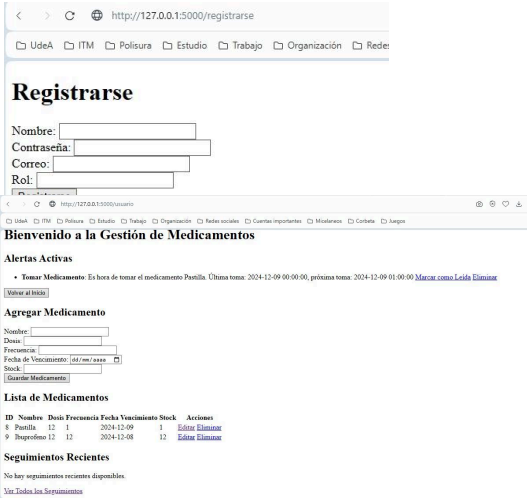 http://127.0.0.1:5000/registrarse
UdeA ITM Polisura Estudio Trabajo Organización Redes
Registrarse
Nombre:
Contraseña:
Correo:
Rol:
http://127.0.0.1:5000/usuario
UdeA ITM Polisura Estudio Trabajo Organización Redes sociales Cuentas importantes Corbeta Juegos
Bienvenido a la Gestión de Medicamentos
Alertas Activas
Tomar Medicamento: Es hora de tomar el medicamento Pastilla. Última toma: 2024-12-09 00:00:00, próxima toma: 2024-12-09 01:00:00 Marcar como Leída Eliminar
Volver al Inicio
Agregar Medicamento
Nombre:
Dosis:
Frecuencia:
Fecha de Vencimiento: dd/mm/aaaa
Stock:
Guardar Medicamento
Lista de Medicamentos
ID Nombre Dosis Frecuencia Fecha Vencimiento Stock Acciones
8 Pastilla 12 1 2024-12-09 1 Editar Eliminar
9 Ibuprofeno 12 12 2024-12-08 12 Editar Eliminar
Seguimientos Recientes
No hay seguimientos recientes disponibles.
Ver Todos los Seguimientos